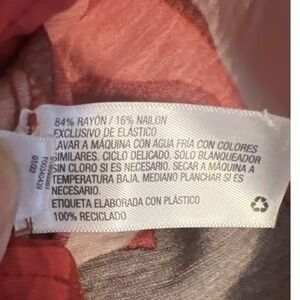 84% RAYÓN / 16% NAILON
EXCLUSIVO DE ELÁSTICO
LAVAR A MÁQUINA CON AGUA FRÍA CON COLORES
SIMILARES. CICLO DELICADO. SOLO BLANQUEADOR
SIN CLORO SI ES NECESARIO. SECAR A MÁQUINA A
TEMPERATURA BAJA. MEDIANO PLANCHAR SI ES
NECESARIO.
ETIQUETA ELABORADA CON PLÁSTICO
100% RECICLADO